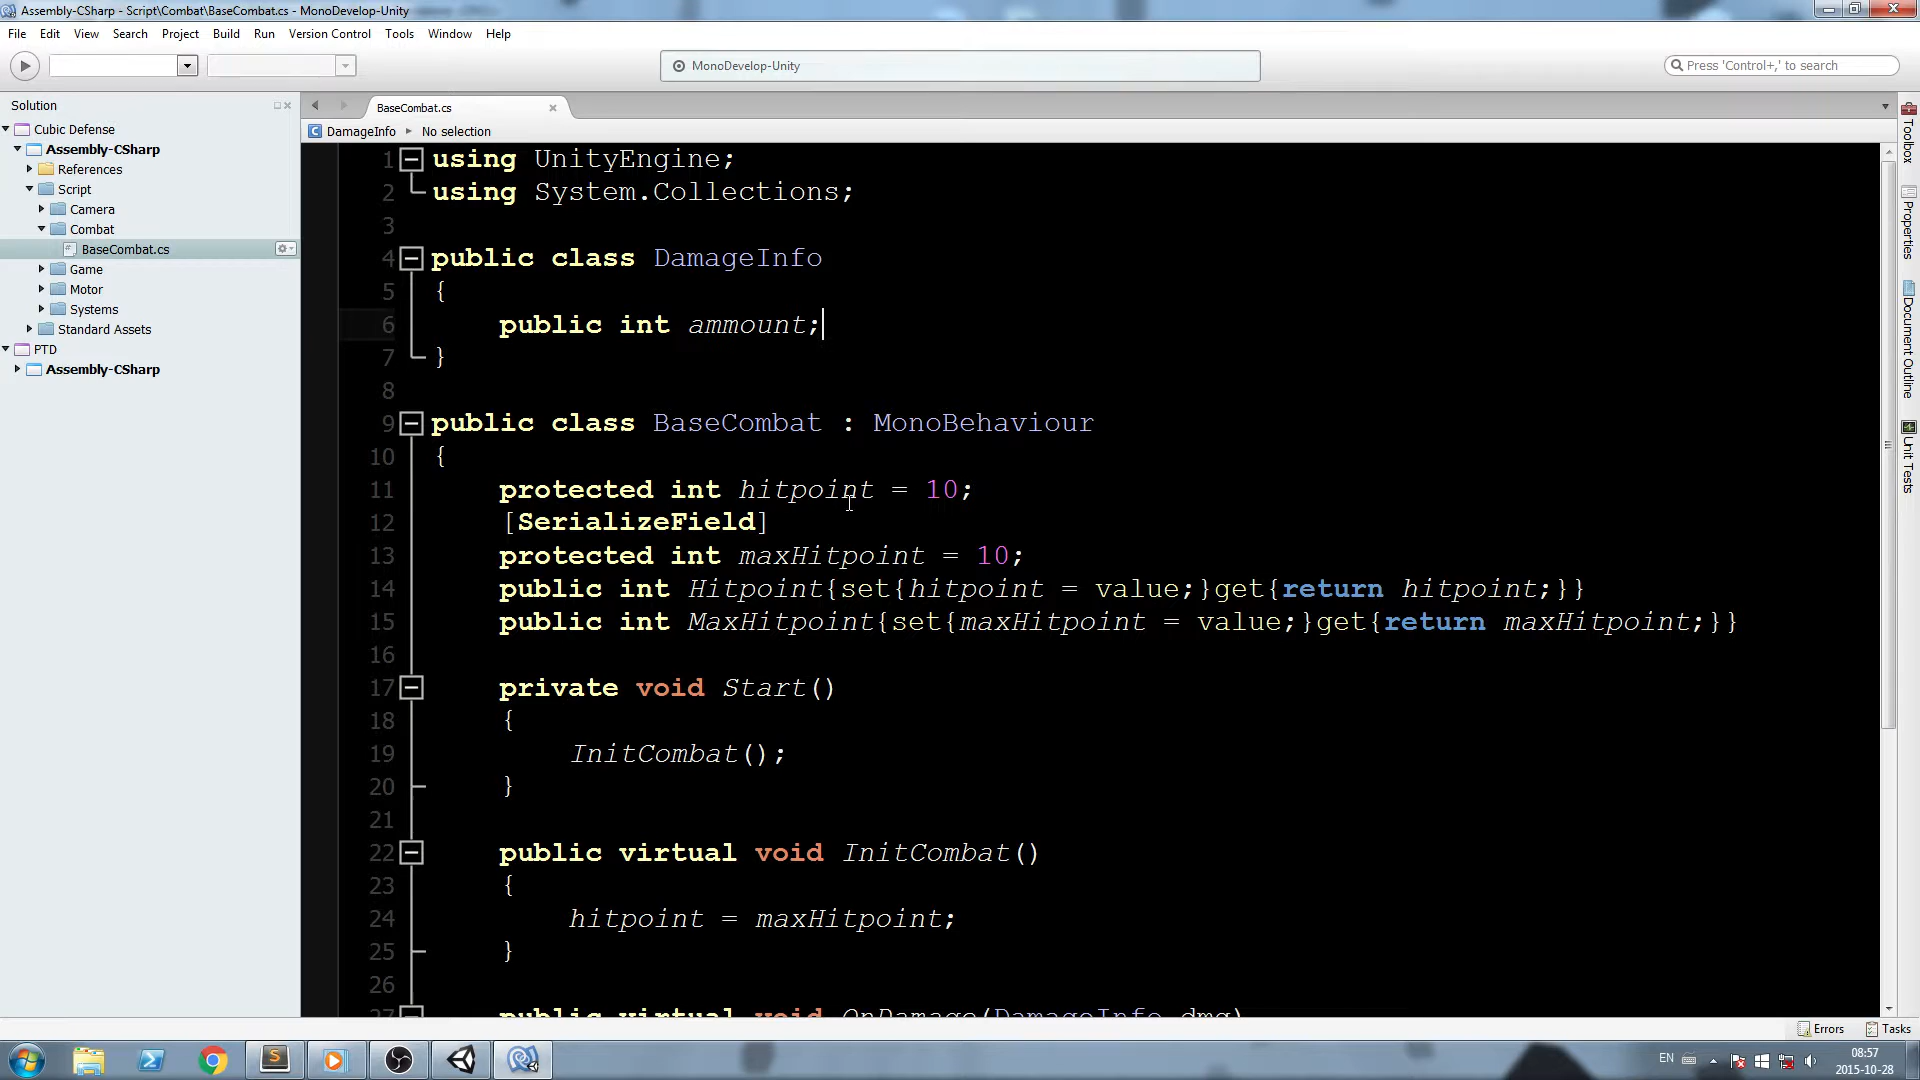 Assembly-CSharp - Script\Combat\BaseCombat.cs - MonoDevelop-Unity
File Edit View Search Project Build Run Version Control Tools Window Help
MonoDevelop-Unity
Press 'Control+,' to search
Solution
Cubic Defense
Assembly-CSharp
References
Script
Camera
Combat
BaseCombat.cs
Game
Motor
Systems
Standard Assets
PTD
Assembly-CSharp
BaseCombat.cs
DamageInfo No selection
1 using UnityEngine;
2 using System.Collections;
3
4 public class DamageInfo
5 {
6 public int ammount;
7 }
8
9 public class BaseCombat : MonoBehaviour
10 {
11 protected int hitpoint = 10;
12 [SerializeField]
13 protected int maxHitpoint = 10;
14 public int Hitpoint{set{hitpoint = value;}get{return hitpoint;}}
15 public int MaxHitpoint{set{maxHitpoint = value;}get{return maxHitpoint;}}
16
17 private void Start()
18 {
19 InitCombat();
20 }
21
22 public virtual void InitCombat()
23 {
24 hitpoint = maxHitpoint;
25 }
26
27 public virtual void OnDamage(DamageInfo dmg)
Toolbox
Properties
Document Outline
Unit Tests
Errors Tasks
EN
08:57
2015-10-28